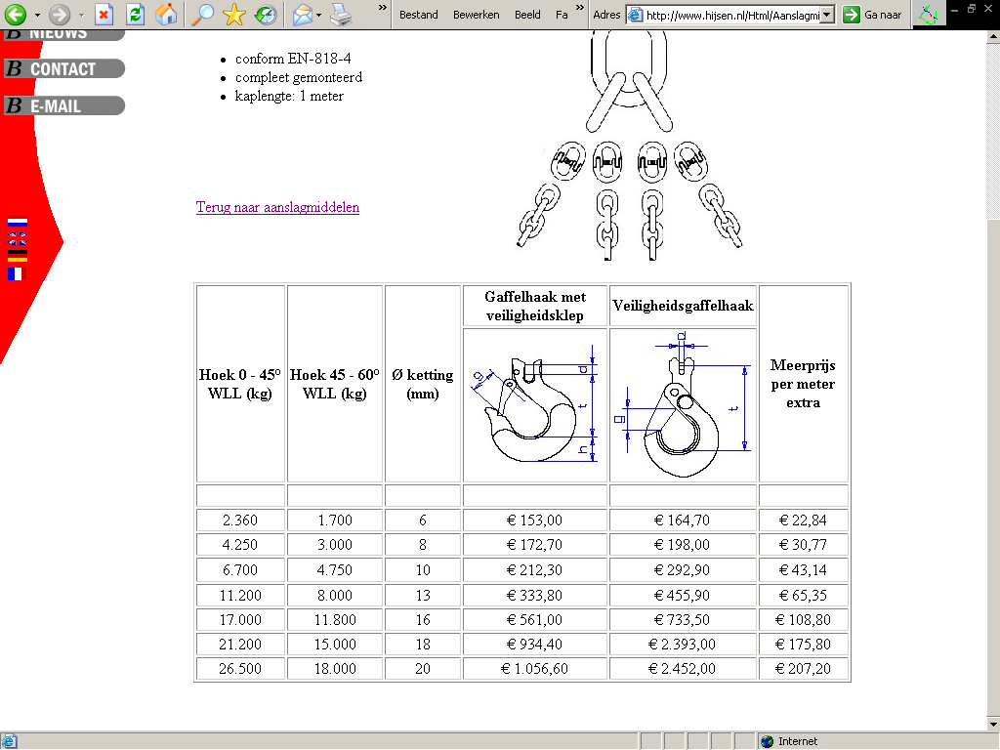 Bestand Bewerken Beeld Fa » Adres http://www.hijsen.nl/Html/Aanslagmi Ga naar
B NIEUWS
B CONTACT
B E-MAIL
conform EN-818-4
compleet gemonteerd
kaplengte: 1 meter
Terug naar aanslagmiddelen
Hoek 0 - 45° WLL (kg)
Hoek 45 - 60° WLL (kg)
Ø ketting (mm)
Gaffelhaak met veiligheidsklep
Veiligheidsgaffelhaak
Meerprijs per meter extra
g d t h
a g t
2.360 1.700 6 € 153,00 € 164,70 € 22,84
4.250 3.000 8 € 172,70 € 198,00 € 30,77
6.700 4.750 10 € 212,30 € 292,90 € 43,14
11.200 8.000 13 € 333,80 € 455,90 € 65,35
17.000 11.800 16 € 561,00 € 733,50 € 108,80
21.200 15.000 18 € 934,40 € 2.393,00 € 175,80
26.500 18.000 20 € 1.056,60 € 2.452,00 € 207,20
Internet